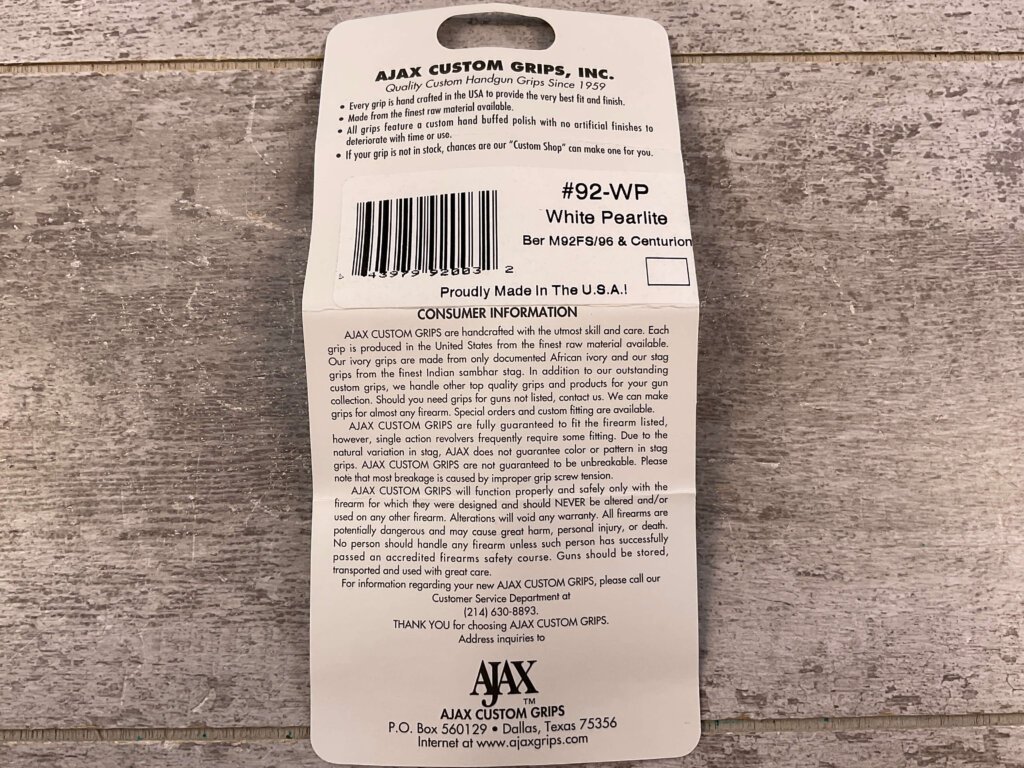 AJAX CUSTOM GRIPS, INC.
Quality Custom Handgun Grips Since 1959
• Every grip is hand crafted in the USA to provide the very best fit and finish.
• Made from the finest raw material available.
• All grips feature a custom hand buffed polish with no artificial finishes to
deteriorate with time or use.
• If your grip is not in stock, chances are our "Custom Shop" can make one for you.
#92-WP
White Pearlite
Ber M92FS/96 & Centurion
43979 92003 2
Proudly Made In The U.S.A.!
CONSUMER INFORMATION
AJAX CUSTOM GRIPS are handcrafted with the utmost skill and care. Each
grip is produced in the United States from the finest raw material available.
Our ivory grips are made from only documented African ivory and our stag
grips from the finest Indian sambhar stag. In addition to our outstanding
custom grips, we handle other top quality grips and products for your gun
collection. Should you need grips for guns not listed, contact us. We can make
grips for almost any firearm. Special orders and custom fitting are available.
AJAX CUSTOM GRIPS are fully guaranteed to fit the firearm listed,
however, single action revolvers frequently require some fitting. Due to the
natural variation in stag, AJAX does not guarantee color or pattern in stag
grips. AJAX CUSTOM GRIPS are not guaranteed to be unbreakable. Please
note that most breakage is caused by improper grip screw tension.
AJAX CUSTOM GRIPS will function properly and safely only with the
firearm for which they were designed and should NEVER be altered and/or
used on any other firearm. Alterations will void any warranty. All firearms are
potentially dangerous and may cause great harm, personal injury, or death.
No person should handle any firearm unless such person has successfully
passed an accredited firearms safety course. Guns should be stored,
transported and used with great care.
For information regarding your new AJAX CUSTOM GRIPS, please call our
Customer Service Department at
(214) 630-8893.
THANK YOU for choosing AJAX CUSTOM GRIPS.
Address inquiries to
AJAX™
AJAX CUSTOM GRIPS
P.O. Box 560129 • Dallas, Texas 75356
Internet at www.ajaxgrips.com